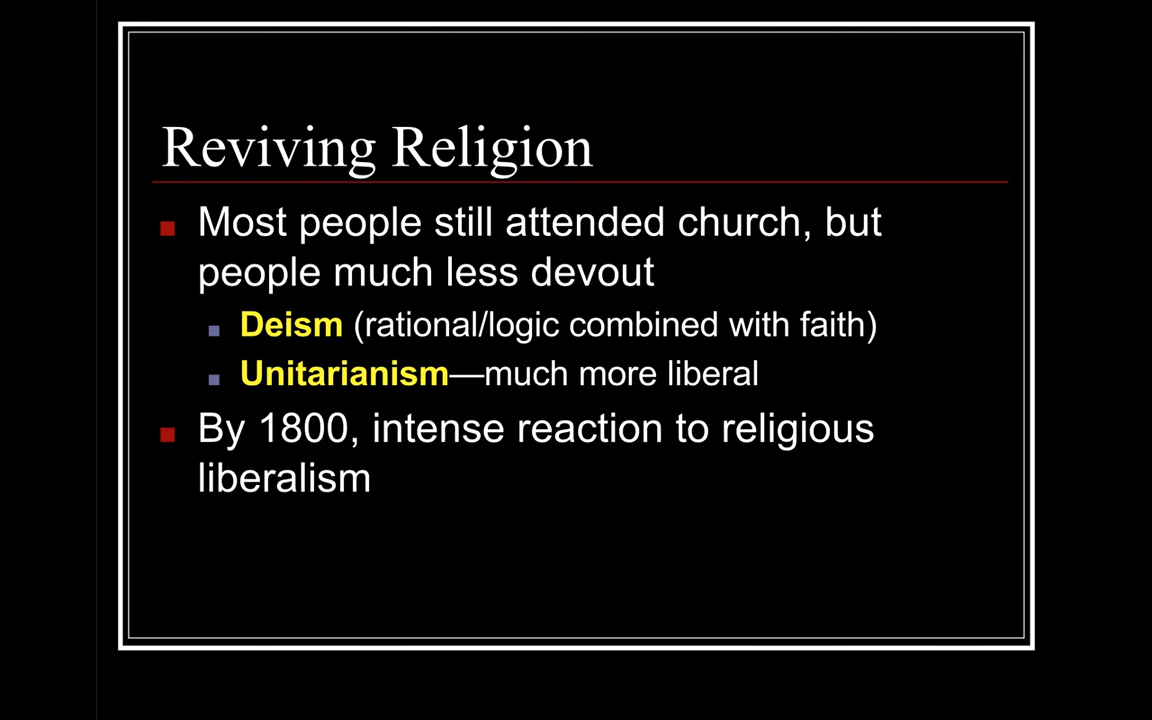 Reviving Religion
Most people still attended church, but
people much less devout
Deism (rational/logic combined with faith)
Unitarianism—much more liberal
By 1800, intense reaction to religious
liberalism